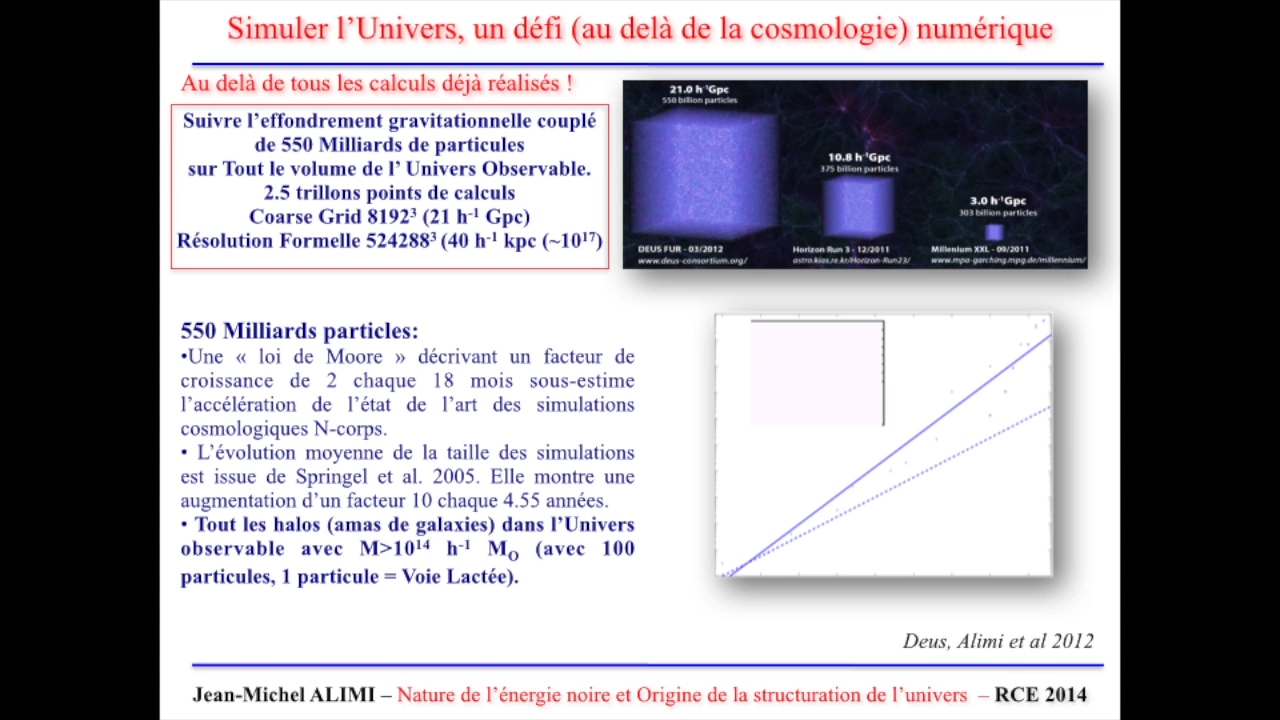 Simuler l’Univers, un défi (au delà de la cosmologie) numérique
Au delà de tous les calculs déjà réalisés !
Suivre l’effondrement gravitationnelle couplé
de 550 Milliards de particules
sur Tout le volume de l’ Univers Observable.
2.5 trillons points de calculs
Coarse Grid 8192³ (21 h⁻¹ Gpc)
Résolution Formelle 524288³ (40 h⁻¹ kpc (~10¹⁷)
21.0 h⁻¹Gpc
550 billion particles
10.8 h⁻¹Gpc
375 billion particles
3.0 h⁻¹Gpc
303 billion particles
DEUS FUR - 03/2012
www.deus-consortium.org/
Horizon Run 3 - 12/2011
astro.kias.re.kr/Horizon-Run23/
Millenium XXL - 09/2011
www.mpa-garching.mpg.de/millennium/
550 Milliards particles:
•Une « loi de Moore » décrivant un facteur de
croissance de 2 chaque 18 mois sous-estime
l’accélération de l’état de l’art des simulations
cosmologiques N-corps.
• L’évolution moyenne de la taille des simulations
est issue de Springel et al. 2005. Elle montre une
augmentation d’un facteur 10 chaque 4.55 années.
• Tout les halos (amas de galaxies) dans l’Univers
observable avec M>10¹⁴ h⁻¹ M_O (avec 100
particules, 1 particule = Voie Lactée).
Deus, Alimi et al 2012
Jean-Michel ALIMI – Nature de l’énergie noire et Origine de la structuration de l’univers – RCE 2014